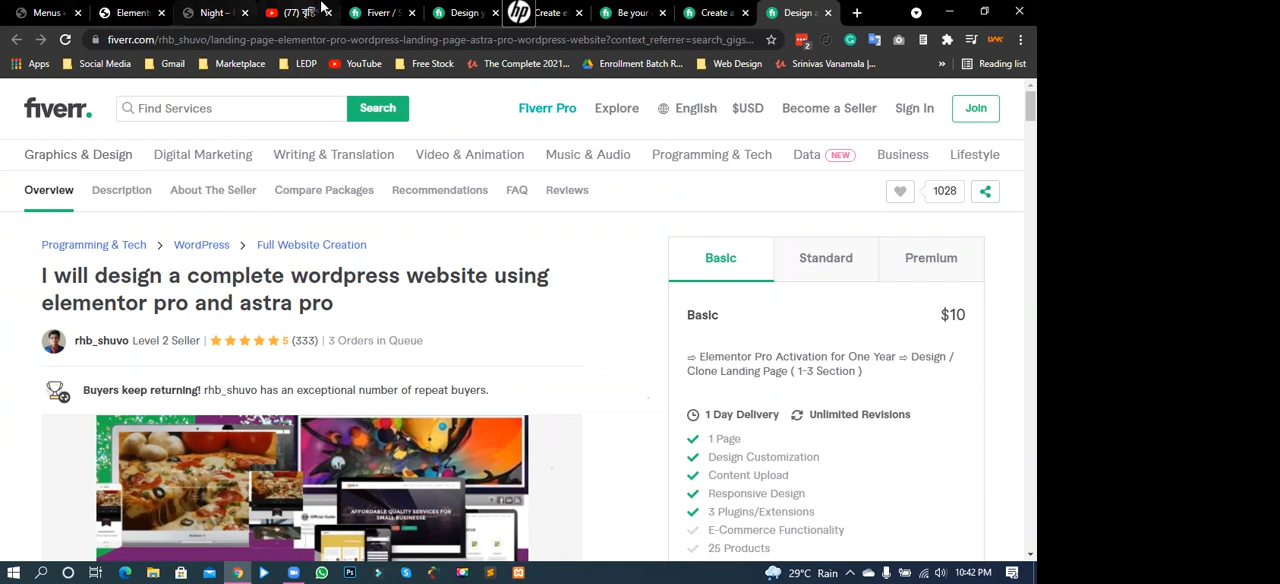 Menus
Elemento
Night –
(77)
Fiverr / S
Design y
hp
Create e
Be your
Create a
Design a
fiverr.com/rhb_shuvo/landing-page-elementor-pro-wordpress-landing-page-astra-pro-wordpress-website?context_referrer=search_gigs...
2
Apps Social Media Gmail Marketplace LEDP YouTube Free Stock The Complete 2021... Enrollment Batch R... Web Design Srinivas Vanamala |... » Reading list
fiverr. Find Services Search Fiverr Pro Explore English $USD Become a Seller Sign In Join
Graphics & Design Digital Marketing Writing & Translation Video & Animation Music & Audio Programming & Tech Data NEW Business Lifestyle
Overview Description About The Seller Compare Packages Recommendations FAQ Reviews 1028
Programming & Tech > WordPress > Full Website Creation
I will design a complete wordpress website using
elementor pro and astra pro
rhb_shuvo Level 2 Seller | 5 (333) | 3 Orders in Queue
Buyers keep returning! rhb_shuvo has an exceptional number of repeat buyers.
AFFORDABLE QUALITY SERVICES FOR
SMALL BUSINESSE
Basic Standard Premium
Basic $10
⇨ Elementor Pro Activation for One Year ⇨ Design /
Clone Landing Page ( 1-3 Section )
1 Day Delivery Unlimited Revisions
1 Page
Design Customization
Content Upload
Responsive Design
3 Plugins/Extensions
E-Commerce Functionality
25 Products
29°C Rain 10:42 PM